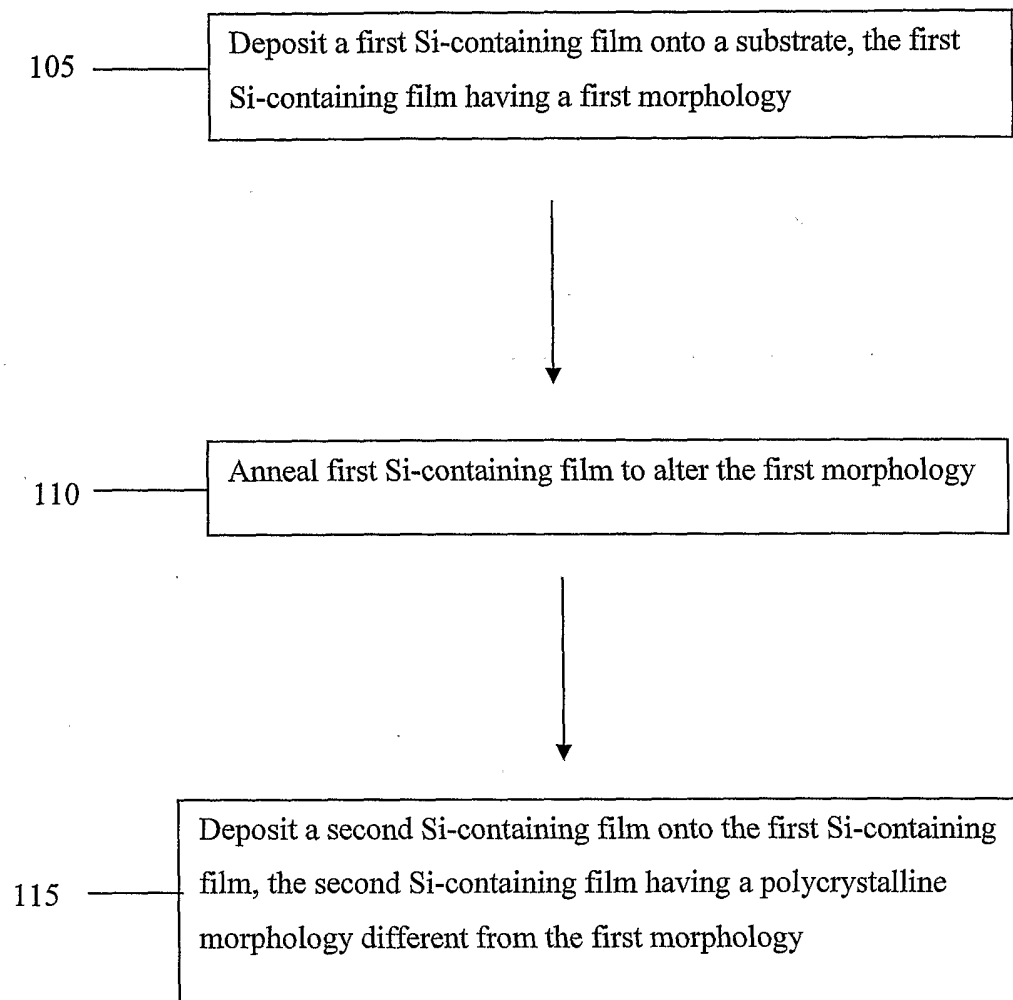 105
Deposit a first Si-containing film onto a substrate, the first
Si-containing film having a first morphology
110
Anneal first Si-containing film to alter the first morphology
115
Deposit a second Si-containing film onto the first Si-containing
film, the second Si-containing film having a polycrystalline
morphology different from the first morphology